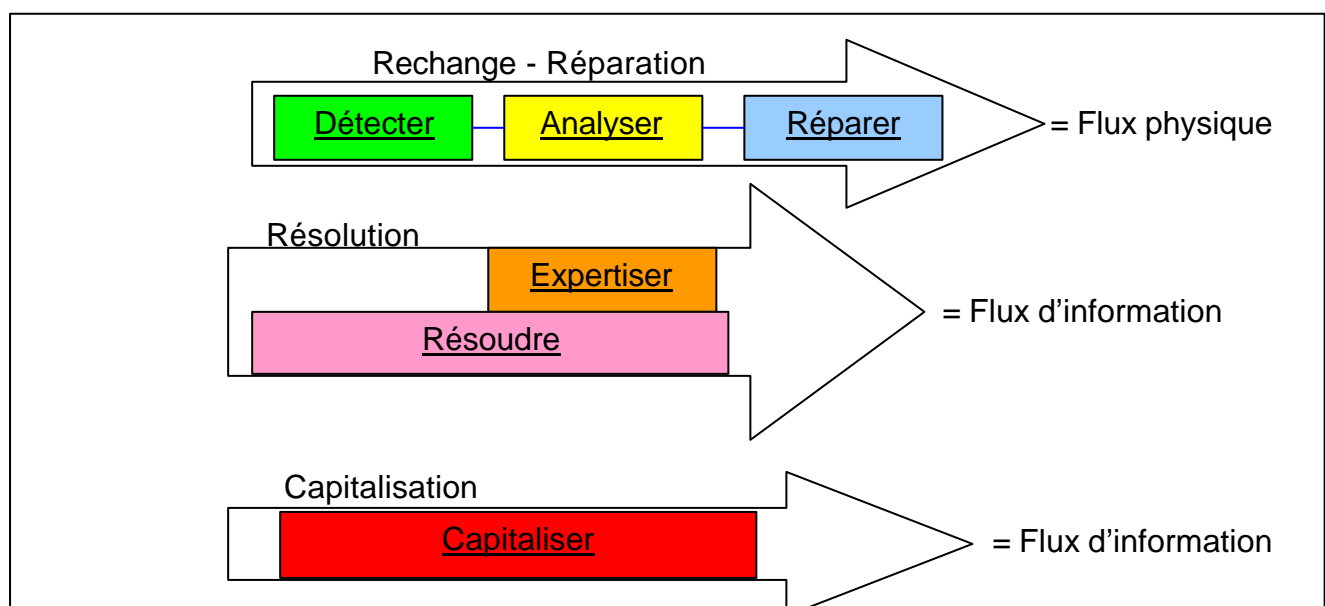 Rechange - Réparation
Détecter Analyser Réparer = Flux physique
Résolution
Expertiser
= Flux d’information
Résoudre
Capitalisation
Capitaliser = Flux d’information